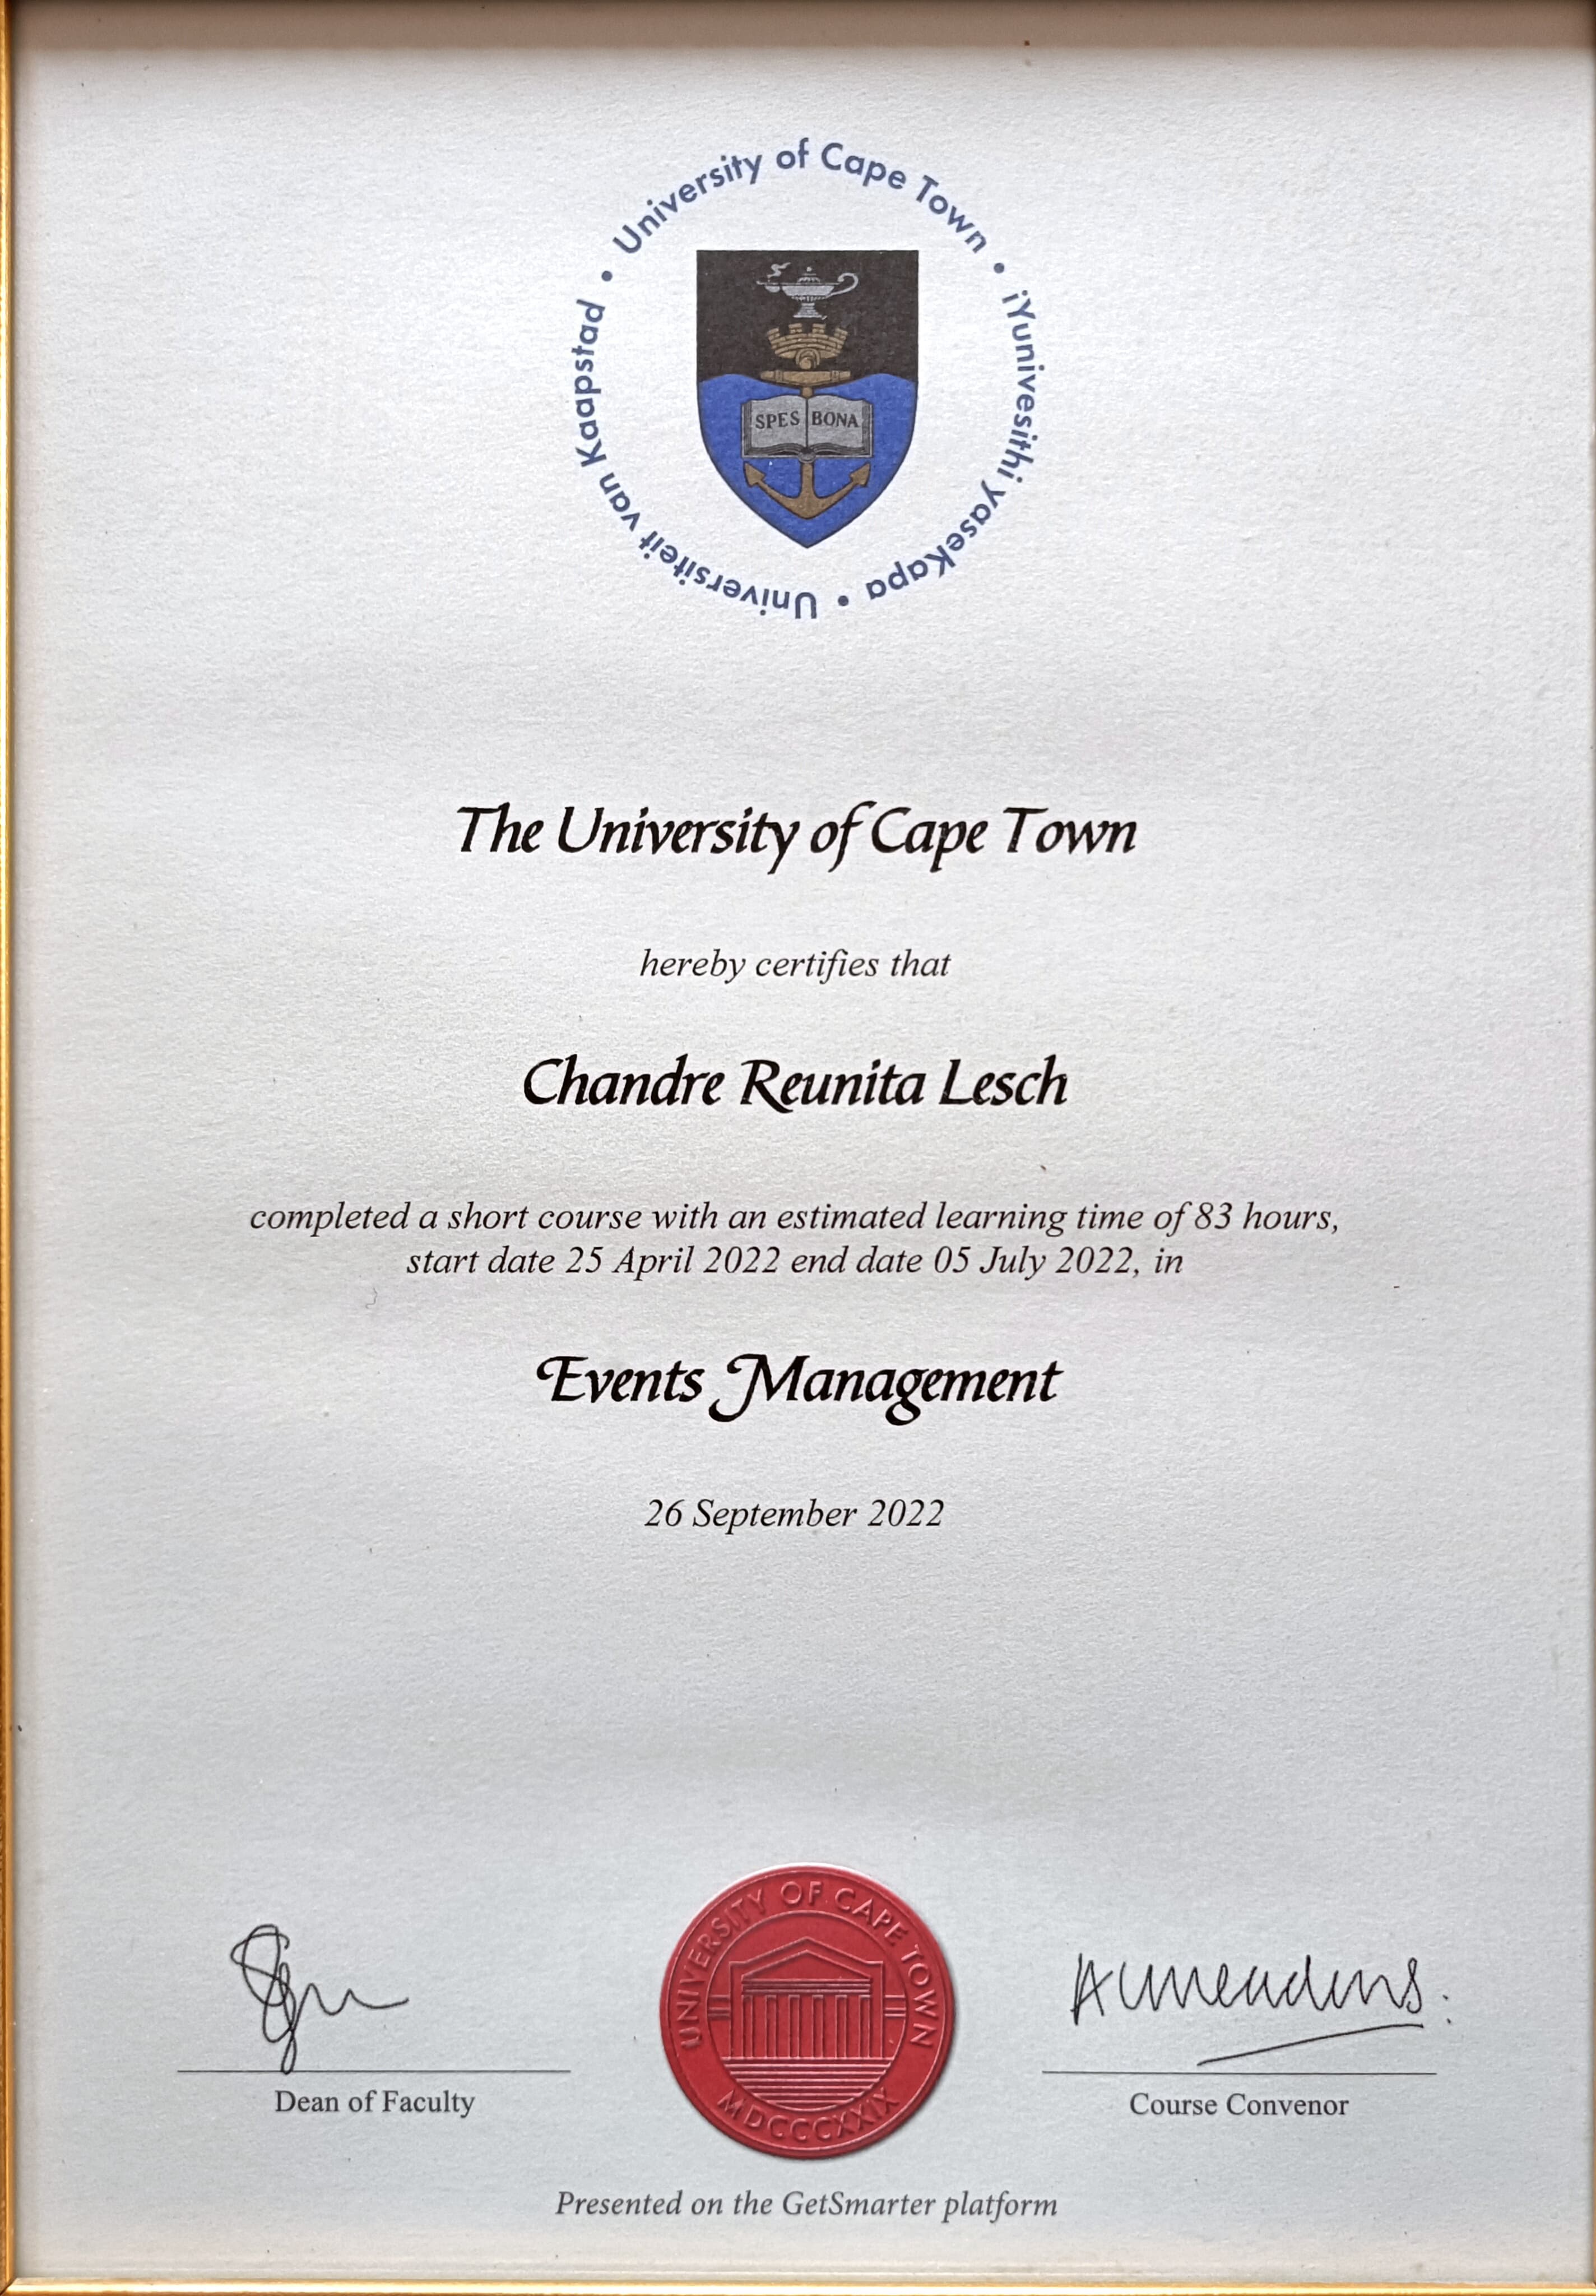 University of Cape Town • iYunivesithi yaseKapa • Universiteit van Kaapstad •
SPES BONA
The University of Cape Town
hereby certifies that
Chandre Reunita Lesch
completed a short course with an estimated learning time of 83 hours,
start date 25 April 2022 end date 05 July 2022, in
Events Management
26 September 2022
UNIVERSITY OF CAPE TOWN
MDCCCXXIX
Dean of Faculty
Course Convenor
Presented on the GetSmarter platform